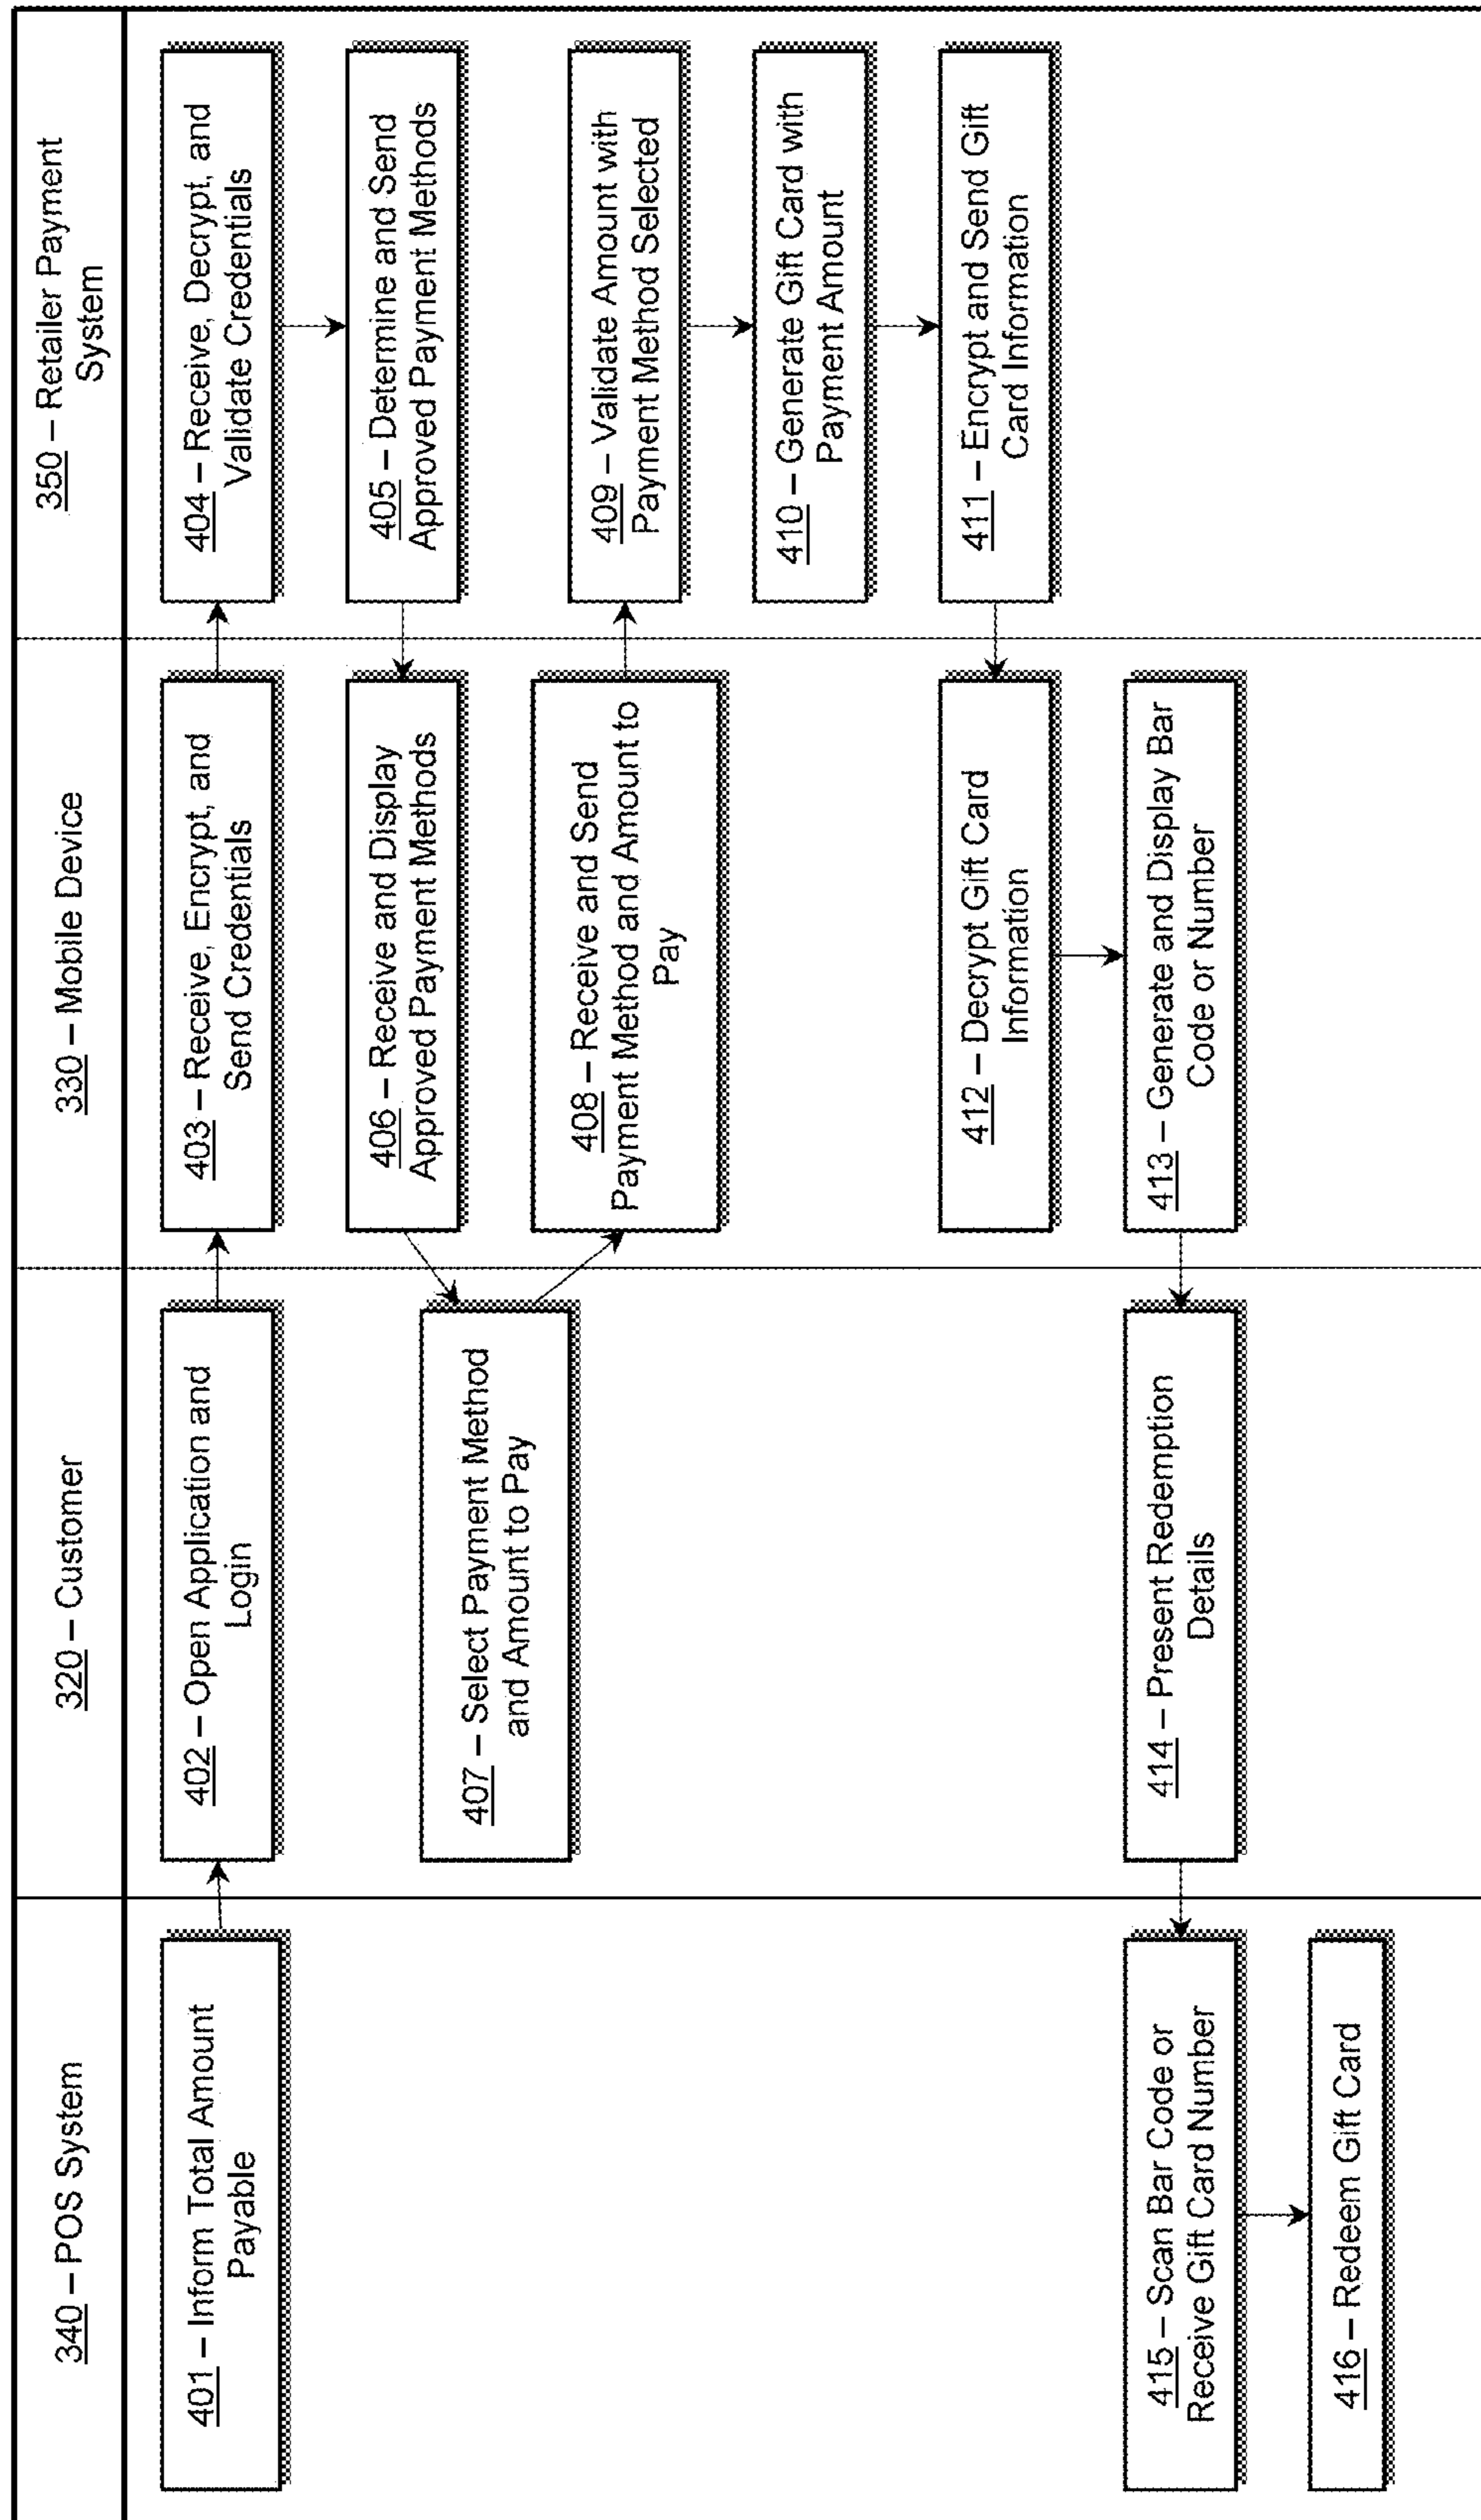 340 – POS System
320 – Customer
330 – Mobile Device
350 – Retailer Payment
System
401 – Inform Total Amount
Payable
402 – Open Application and
Login
403 – Receive, Encrypt, and
Send Credentials
404 – Receive, Decrypt, and
Validate Credentials
405 – Determine and Send
Approved Payment Methods
406 – Receive and Display
Approved Payment Methods
407 – Select Payment Method
and Amount to Pay
408 – Receive and Send
Payment Method and Amount to
Pay
409 – Validate Amount with
Payment Method Selected
410 – Generate Gift Card with
Payment Amount
411 – Encrypt and Send Gift
Card Information
412 – Decrypt Gift Card
Information
413 – Generate and Display Bar
Code or Number
414 – Present Redemption
Details
415 – Scan Bar Code or
Receive Gift Card Number
416 – Redeem Gift Card